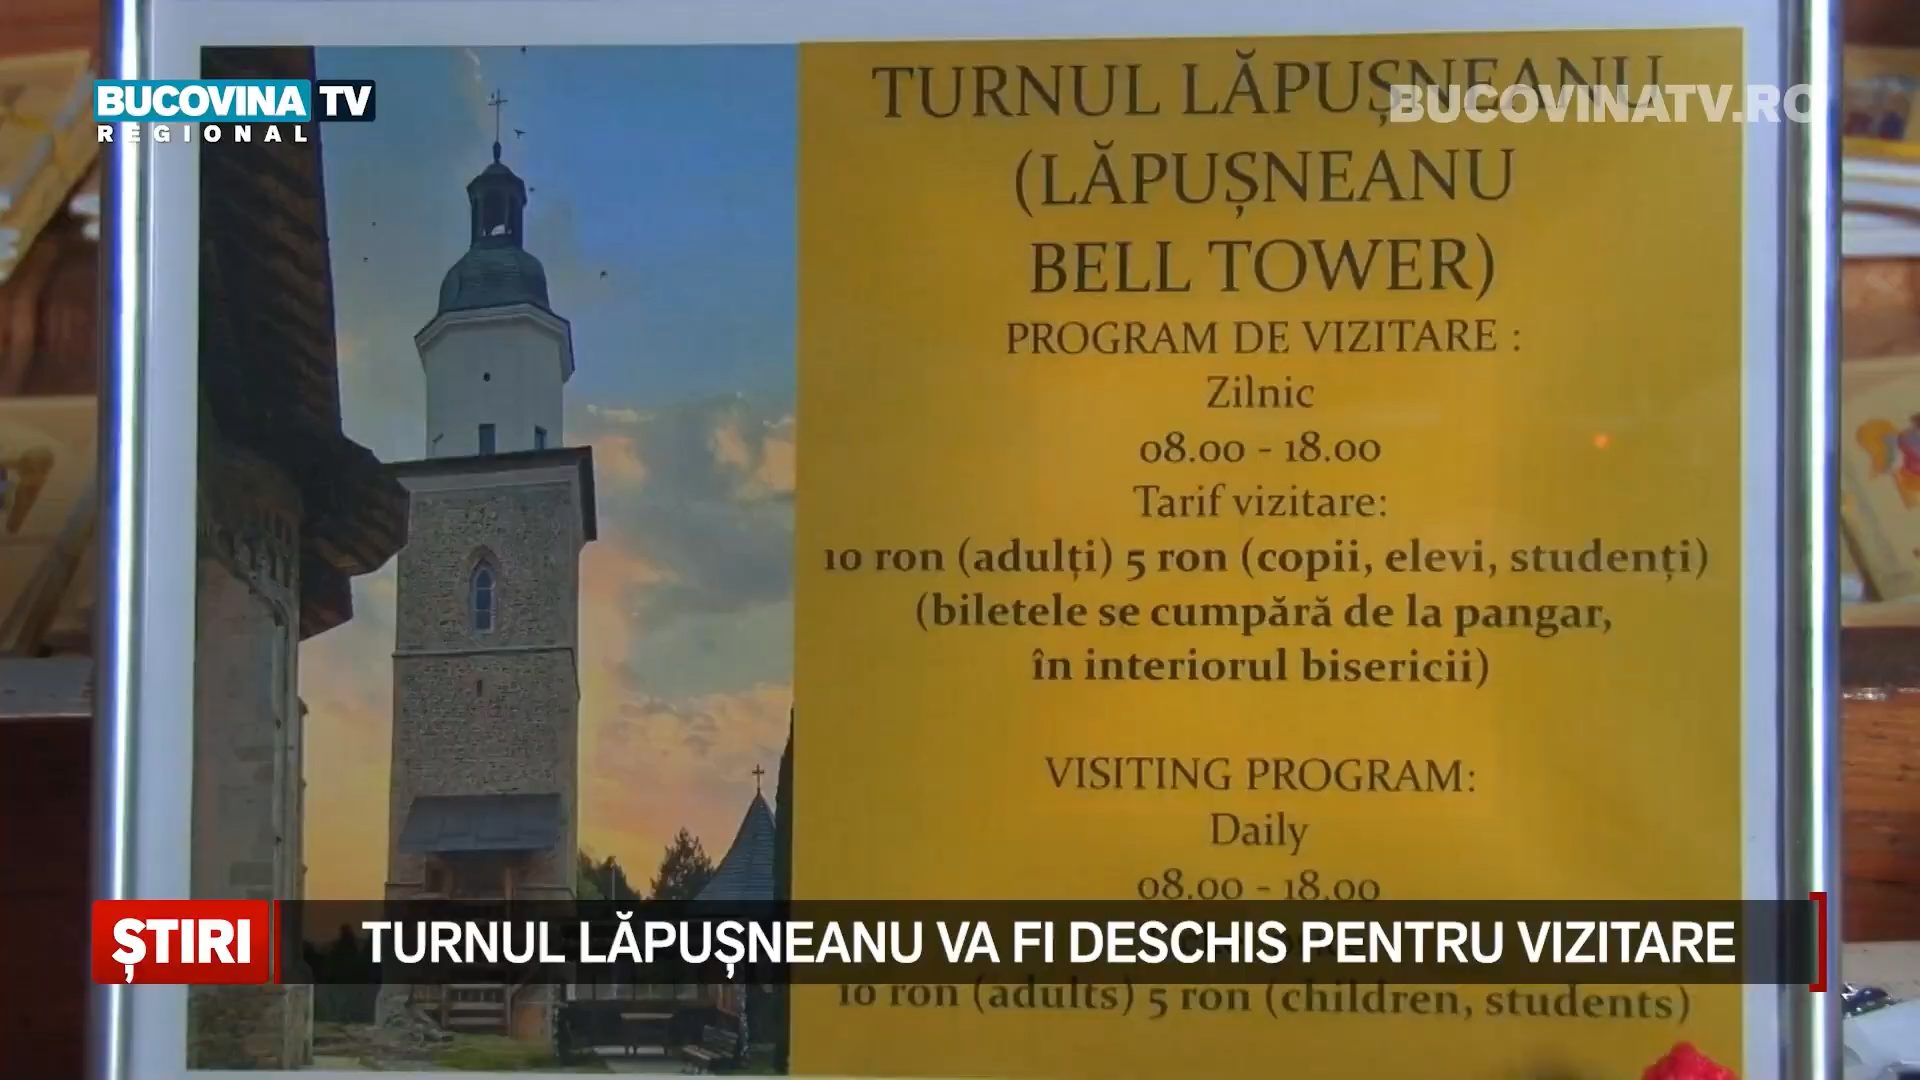 BUCOVINA TV
REGIONAL
BUCOVINATV.RO
TURNUL LĂPUȘNEANU
(LĂPUȘNEANU
BELL TOWER)
PROGRAM DE VIZITARE :
Zilnic
08.00 - 18.00
Tarif vizitare:
10 ron (adulți) 5 ron (copii, elevi, studenți)
(biletele se cumpără de la pangar,
în interiorul bisericii)
VISITING PROGRAM:
Daily
08.00 - 18.00
ȘTIRI
TURNUL LĂPUȘNEANU VA FI DESCHIS PENTRU VIZITARE
10 ron (adults) 5 ron (children, students)